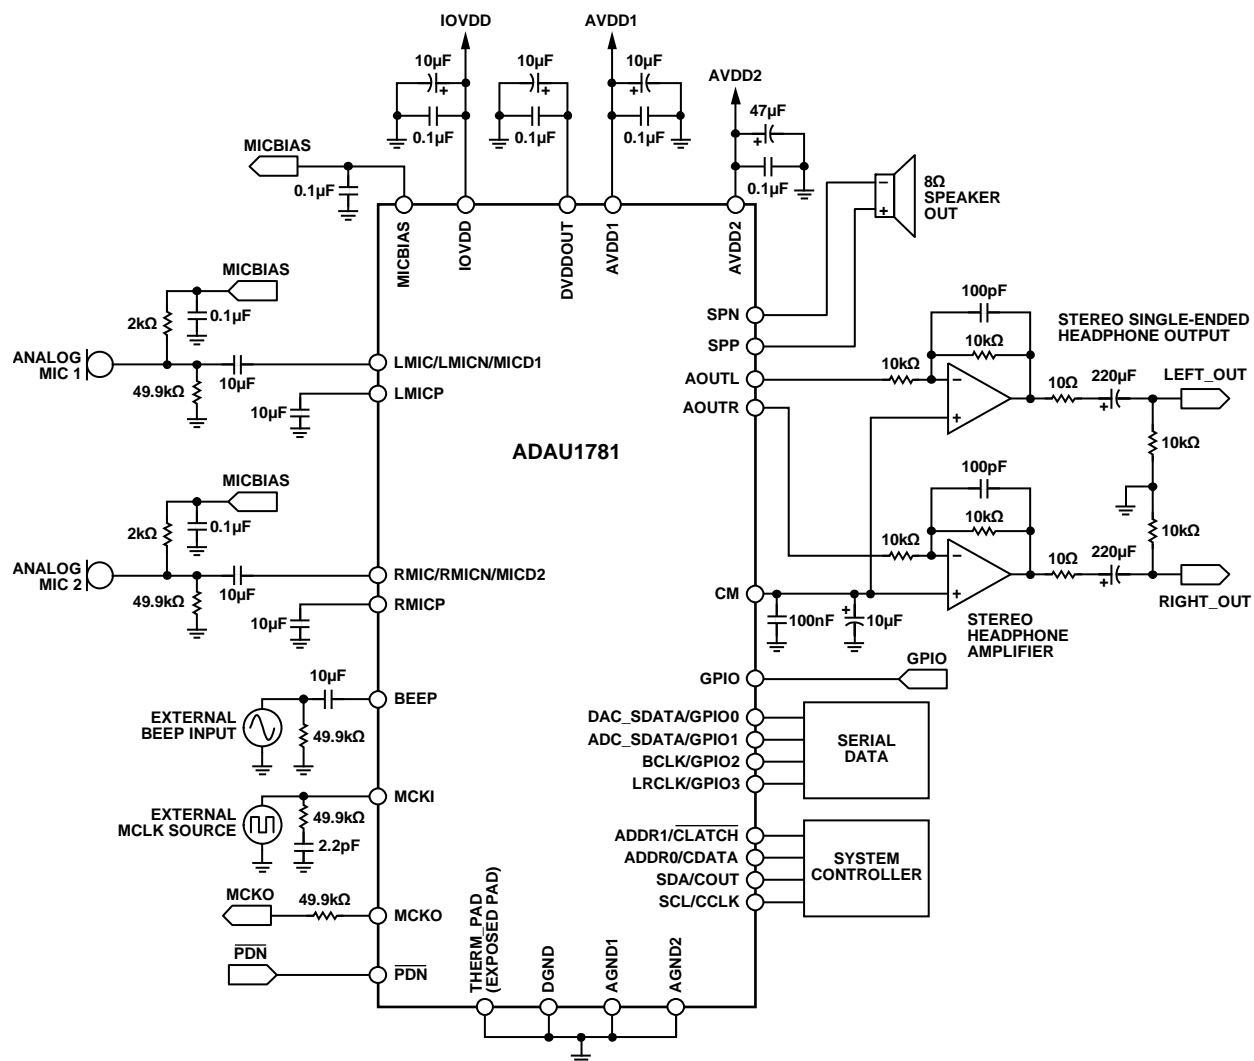 IOVDD
AVDD1
10µF
+
0.1µF
10µF
+
0.1µF
10µF
+
0.1µF
AVDD2
47µF
+
0.1µF
MICBIAS
0.1µF
8Ω
SPEAKER
OUT
−
+
MICBIAS
IOVDD
DVDDOUT
AVDD1
AVDD2
MICBIAS
2kΩ
0.1µF
ANALOG
MIC 1
49.9kΩ
10µF
LMIC/LMICN/MICD1
10µF
LMICP
ADAU1781
MICBIAS
2kΩ
0.1µF
ANALOG
MIC 2
49.9kΩ
10µF
RMIC/RMICN/MICD2
10µF
RMICP
10µF
BEEP
EXTERNAL
BEEP INPUT
49.9kΩ
MCKI
EXTERNAL
MCLK SOURCE
49.9kΩ
2.2pF
MCKO
49.9kΩ
MCKO
PDN
PDN
THERM_PAD
(EXPOSED PAD)
DGND
AGND1
AGND2
SPN
SPP
AOUTL
AOUTR
CM
GPIO
GPIO
DAC_SDATA/GPIO0
ADC_SDATA/GPIO1
BCLK/GPIO2
LRCLK/GPIO3
SERIAL
DATA
ADDR1/CLATCH
ADDR0/CDATA
SDA/COUT
SCL/CCLK
SYSTEM
CONTROLLER
100pF
10kΩ
10kΩ
−
+
STEREO SINGLE-ENDED
HEADPHONE OUTPUT
10Ω
220µF
+
LEFT_OUT
10kΩ
100pF
10kΩ
10kΩ
−
+
10kΩ
10Ω
220µF
+
RIGHT_OUT
STEREO
HEADPHONE
AMPLIFIER
100nF
+
10µF